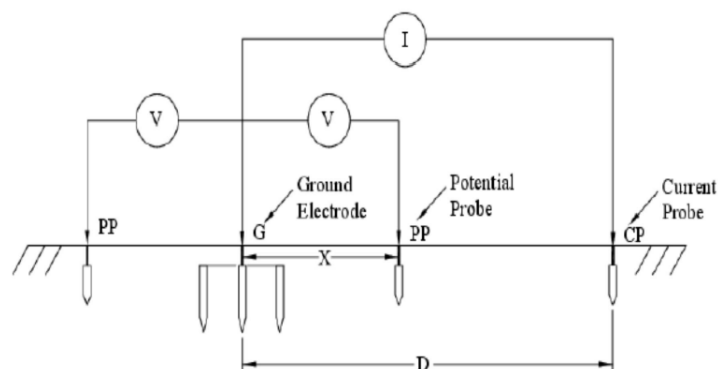 I
V
V
Ground
Electrode
Potential
Probe
Current
Probe
PP
G
PP
CP
X
D